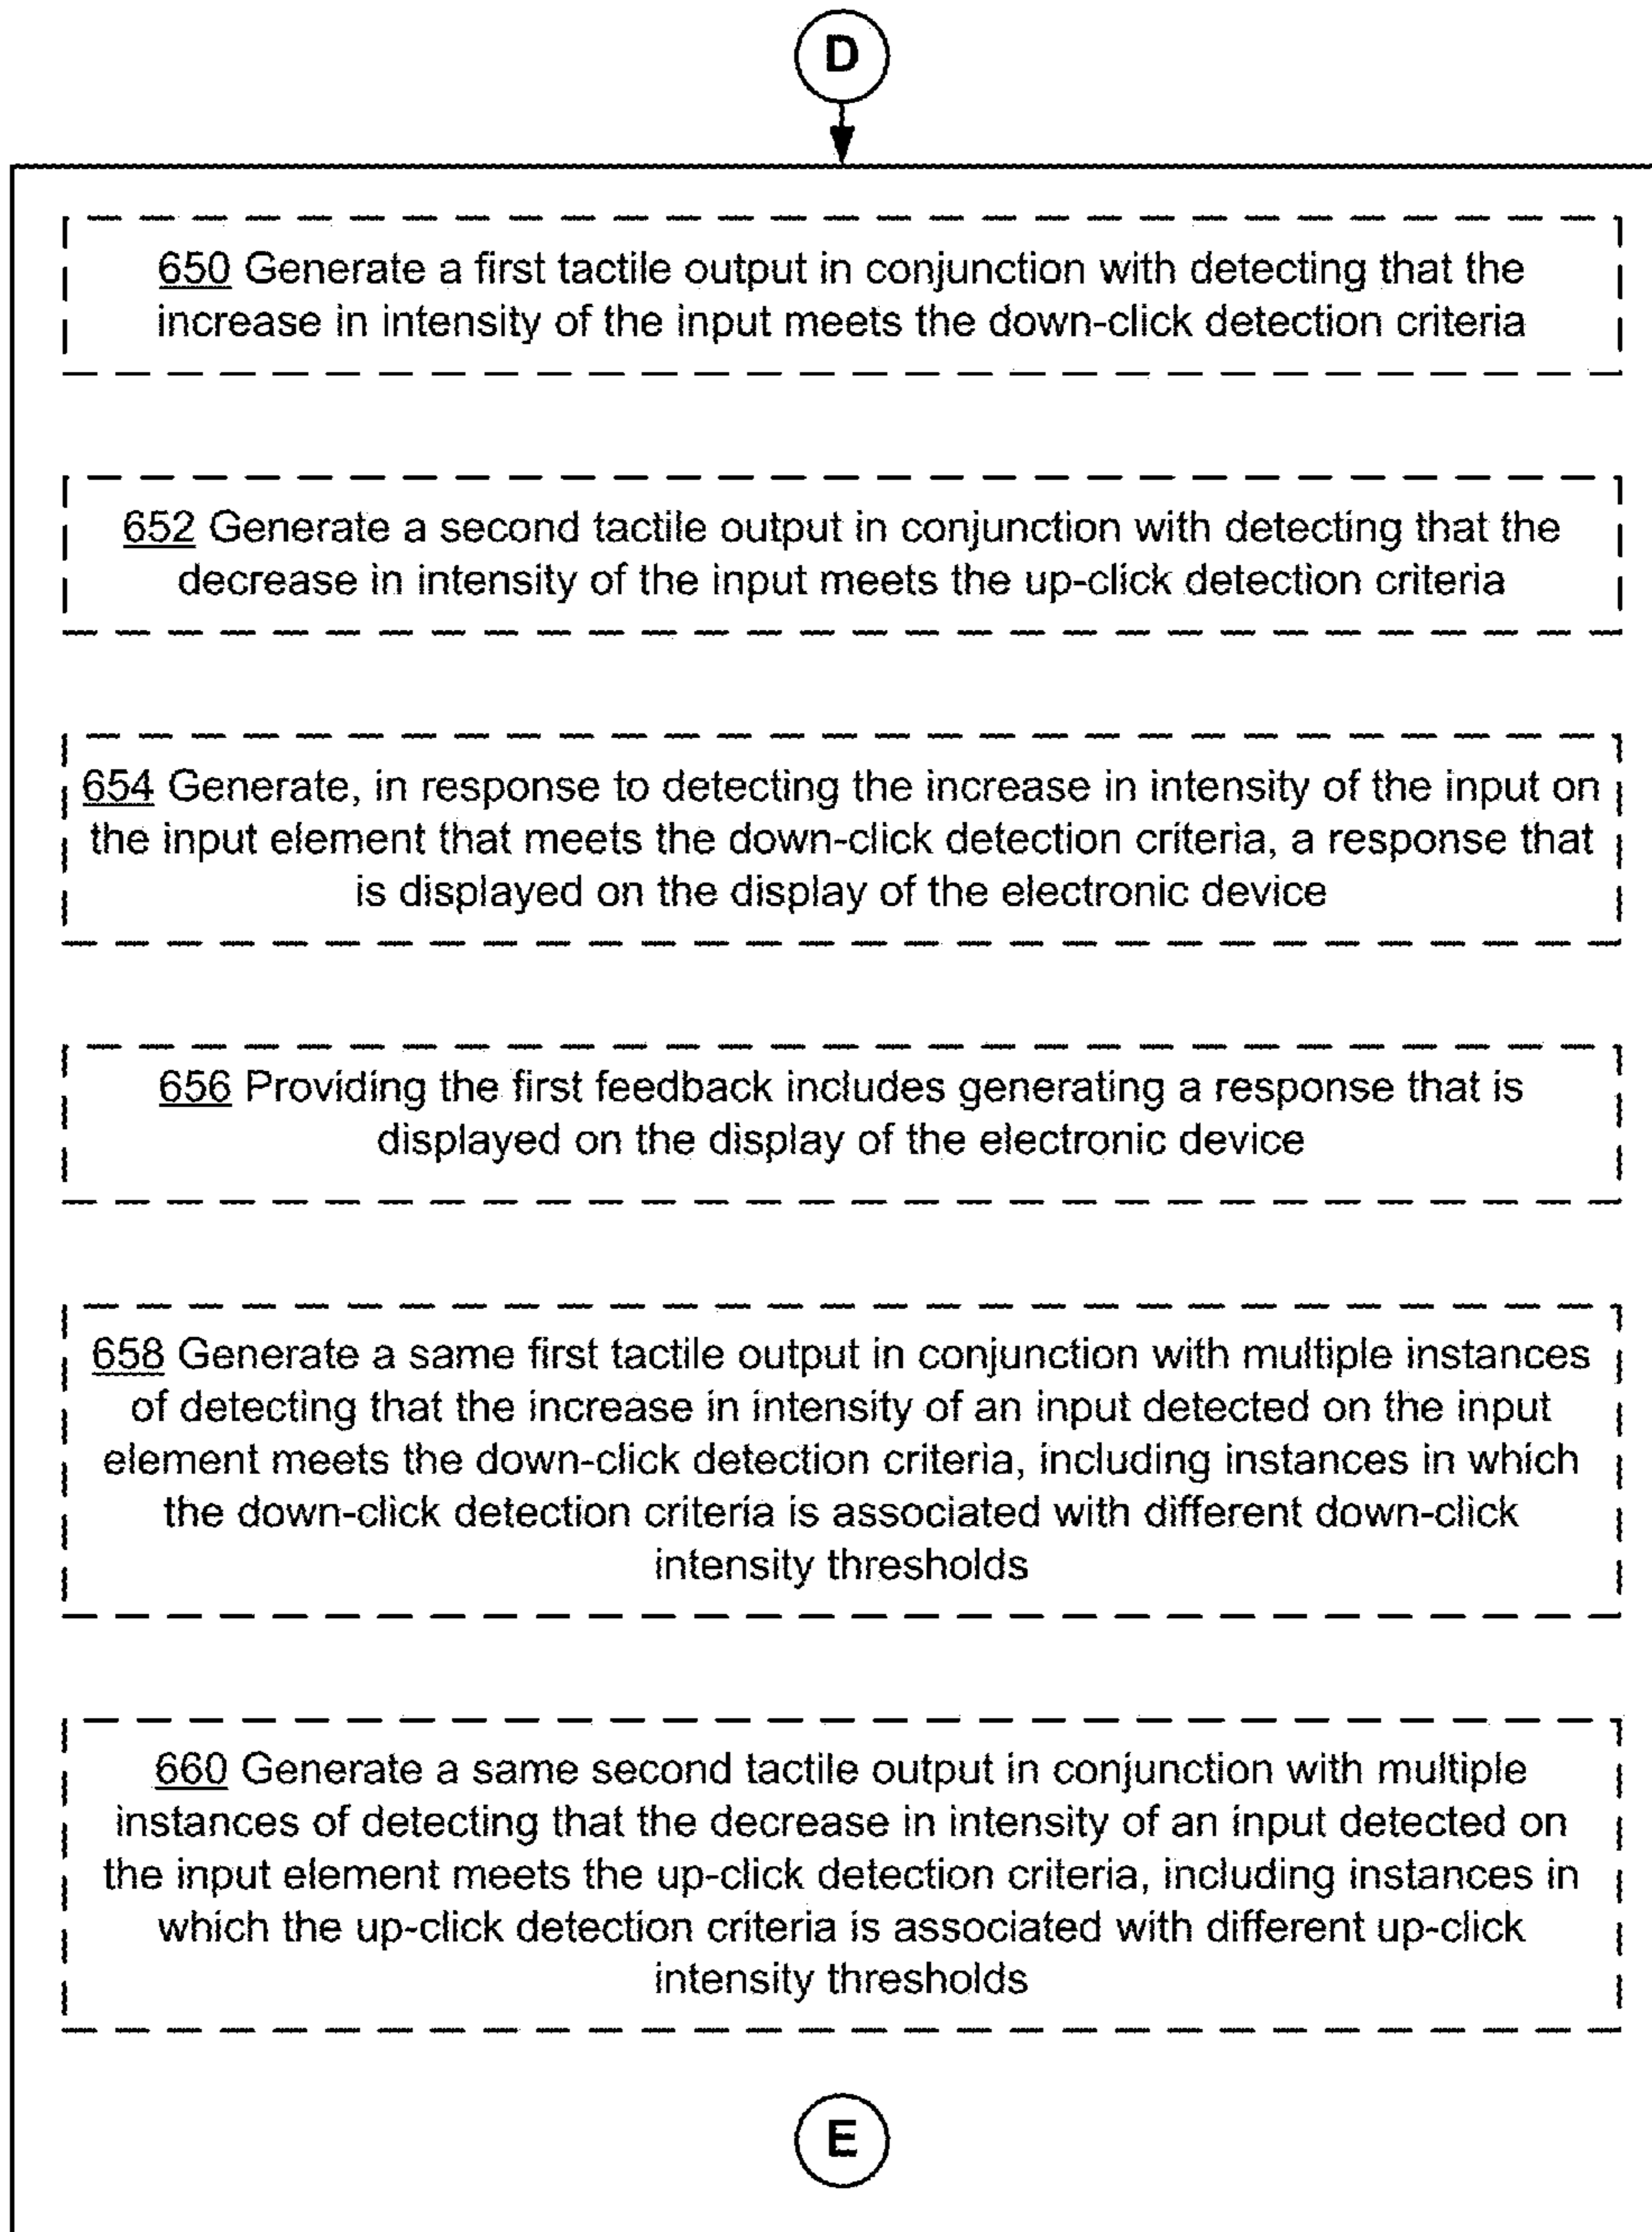 D
650 Generate a first tactile output in conjunction with detecting that the
increase in intensity of the input meets the down-click detection criteria
652 Generate a second tactile output in conjunction with detecting that the
decrease in intensity of the input meets the up-click detection criteria
654 Generate, in response to detecting the increase in intensity of the input on
the input element that meets the down-click detection criteria, a response that
is displayed on the display of the electronic device
656 Providing the first feedback includes generating a response that is
displayed on the display of the electronic device
658 Generate a same first tactile output in conjunction with multiple instances
of detecting that the increase in intensity of an input detected on the input
element meets the down-click detection criteria, including instances in which
the down-click detection criteria is associated with different down-click
intensity thresholds
660 Generate a same second tactile output in conjunction with multiple
instances of detecting that the decrease in intensity of an input detected on
the input element meets the up-click detection criteria, including instances in
which the up-click detection criteria is associated with different up-click
intensity thresholds
E